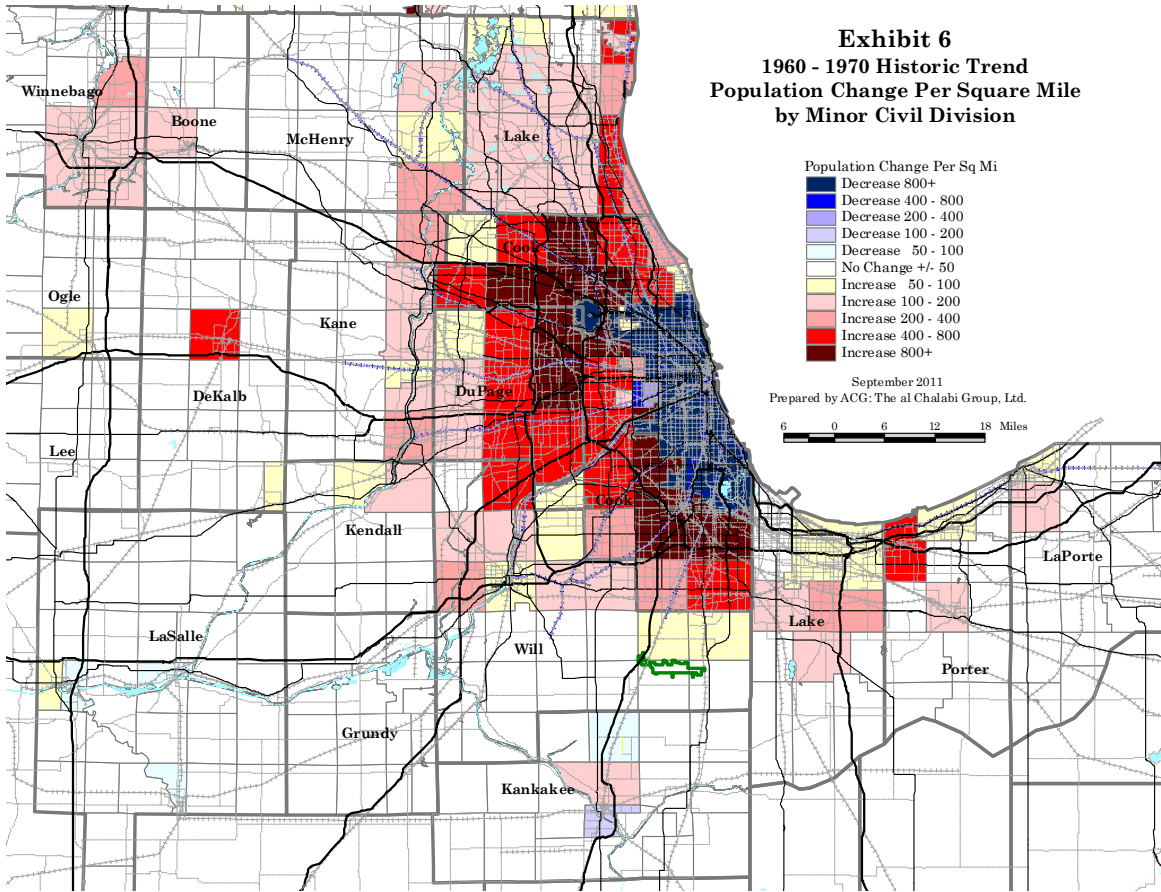 Exhibit 6
1960 - 1970 Historic Trend
Population Change Per Square Mile
by Minor Civil Division
Population Change Per Sq Mi
Decrease 800+
Decrease 400 - 800
Decrease 200 - 400
Decrease 100 - 200
Decrease 50 - 100
No Change +/- 50
Increase 50 - 100
Increase 100 - 200
Increase 200 - 400
Increase 400 - 800
Increase 800+
September 2011
Prepared by ACG: The al Chalabi Group, Ltd.
6 0 6 12 18 Miles
Winnebago
Boone
McHenry
Lake
Cook
Ogle
Kane
DeKalb
DuPage
Lee
Cook
Kendall
LaPorte
Lake
LaSalle
Will
Porter
Grundy
Kankakee